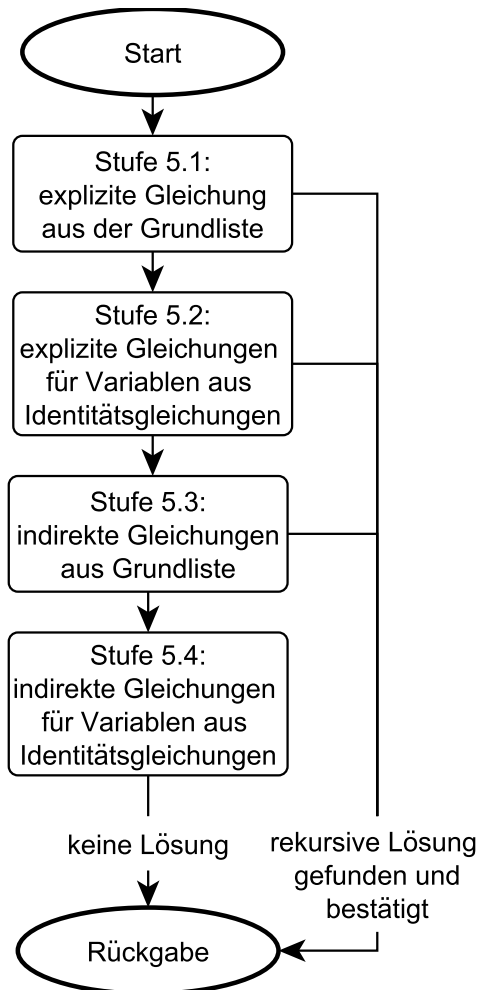 Start
Stufe 5.1:
explizite Gleichung
aus der Grundliste
Stufe 5.2:
explizite Gleichungen
für Variablen aus
Identitätsgleichungen
Stufe 5.3:
indirekte Gleichungen
aus Grundliste
Stufe 5.4:
indirekte Gleichungen
für Variablen aus
Identitätsgleichungen
keine Lösung
rekursive Lösung
gefunden und
bestätigt
Rückgabe